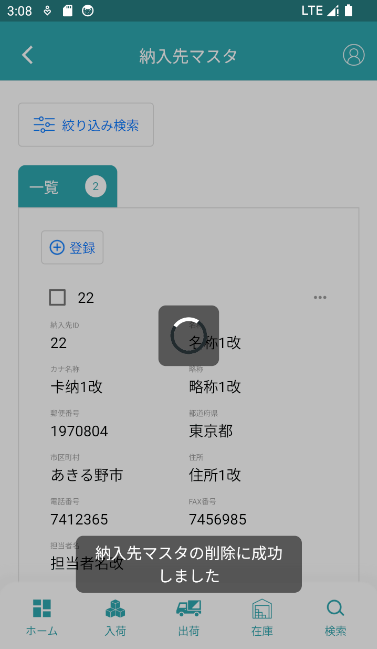 3:08 LTE
納入先マスタ
絞り込み検索
一覧 2
登録
22
納入先ID
22 名称1改
カナ名称 略称
卡纳1改 略称1改
郵便番号 都道府県
1970804 東京都
市区町村 住所
あきる野市 住所1改
電話番号 FAX番号
7412365 7456985
担当者名
担当者名改
納入先マスタの削除に成功
しました
ホーム 入荷 出荷 在庫 検索